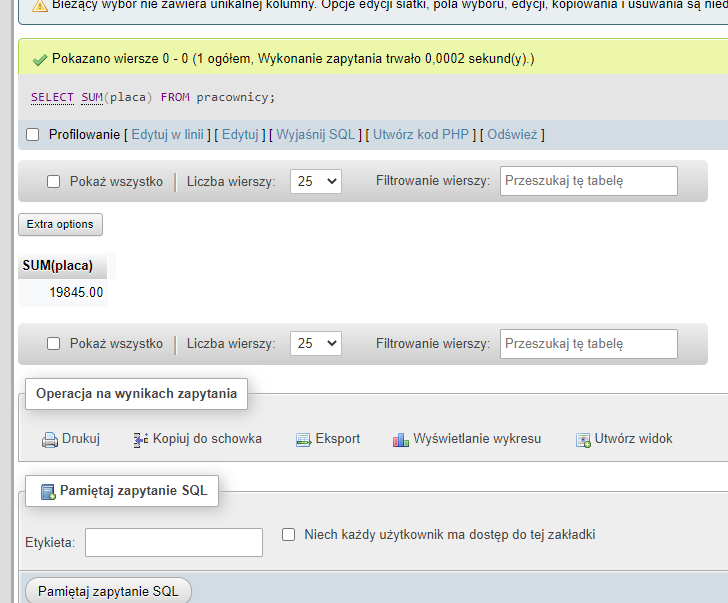 Bieżący wybór nie zawiera unikalnej kolumny. Opcje edycji siatki, pola wyboru, edycji, kopiowania i usuwania są
Pokazano wiersze 0 - 0 (1 ogółem, Wykonanie zapytania trwało 0,0002 sekund(y).)
SELECT SUM(placa) FROM pracownicy;
Profilowanie [ Edytuj w linii ] [ Edytuj ] [ Wyjaśnij SQL ] [ Utwórz kod PHP ] [ Odśwież ]
Pokaż wszystko Liczba wierszy: 25 Filtrowanie wierszy: Przeszukaj tę tabelę
Extra options
SUM(placa)
19845.00
Pokaż wszystko Liczba wierszy: 25 Filtrowanie wierszy: Przeszukaj tę tabelę
Operacja na wynikach zapytania
Drukuj Kopiuj do schowka Eksport Wyświetlanie wykresu Utwórz widok
Pamiętaj zapytanie SQL
Etykieta: Niech każdy użytkownik ma dostęp do tej zakładki
Pamiętaj zapytanie SQL